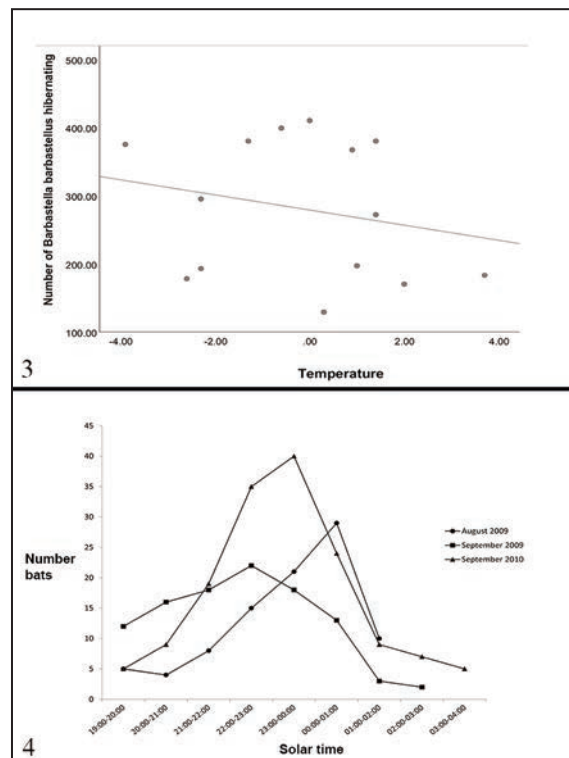 Number of Barbastella barbastellus hibernating
500.00
400.00
300.00
200.00
100.00
-4.00 -2.00 .00 2.00 4.00
Temperature
3
Number
bats
45
40
35
30
25
20
15
10
5
0
August 2009
September 2009
September 2010
19:00-20:00 20:00-21:00 21:00-22:00 22:00-23:00 23:00-00:00 00:00-01:00 01:00-02:00 02:00-03:00 03:00-04:00
Solar time
4